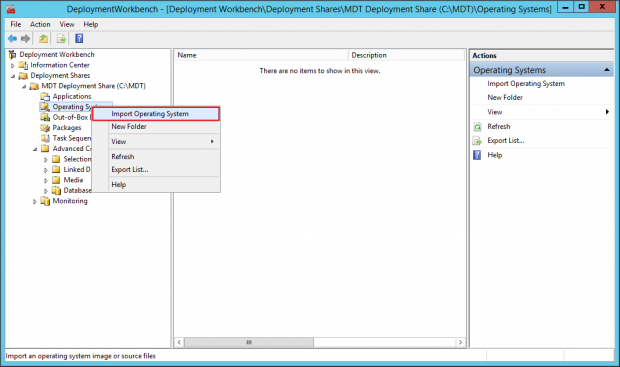 DeploymentWorkbench - [Deployment Workbench\Deployment Shares\MDT Deployment Share (C:\MDT)\Operating Systems]
File Action View Help
Deployment Workbench
Information Center
Deployment Shares
MDT Deployment Share (C:\MDT)
Applications
Operating Sys
Out-of-Box
Packages
Task Sequen
Advanced Co
Selection
Linked D
Media
Database
Monitoring
Import Operating System
New Folder
View
Refresh
Export List...
Help
Name Description
There are no items to show in this view.
Actions
Operating Systems
Import Operating System
New Folder
View
Refresh
Export List...
Help
Import an operating system image or source files